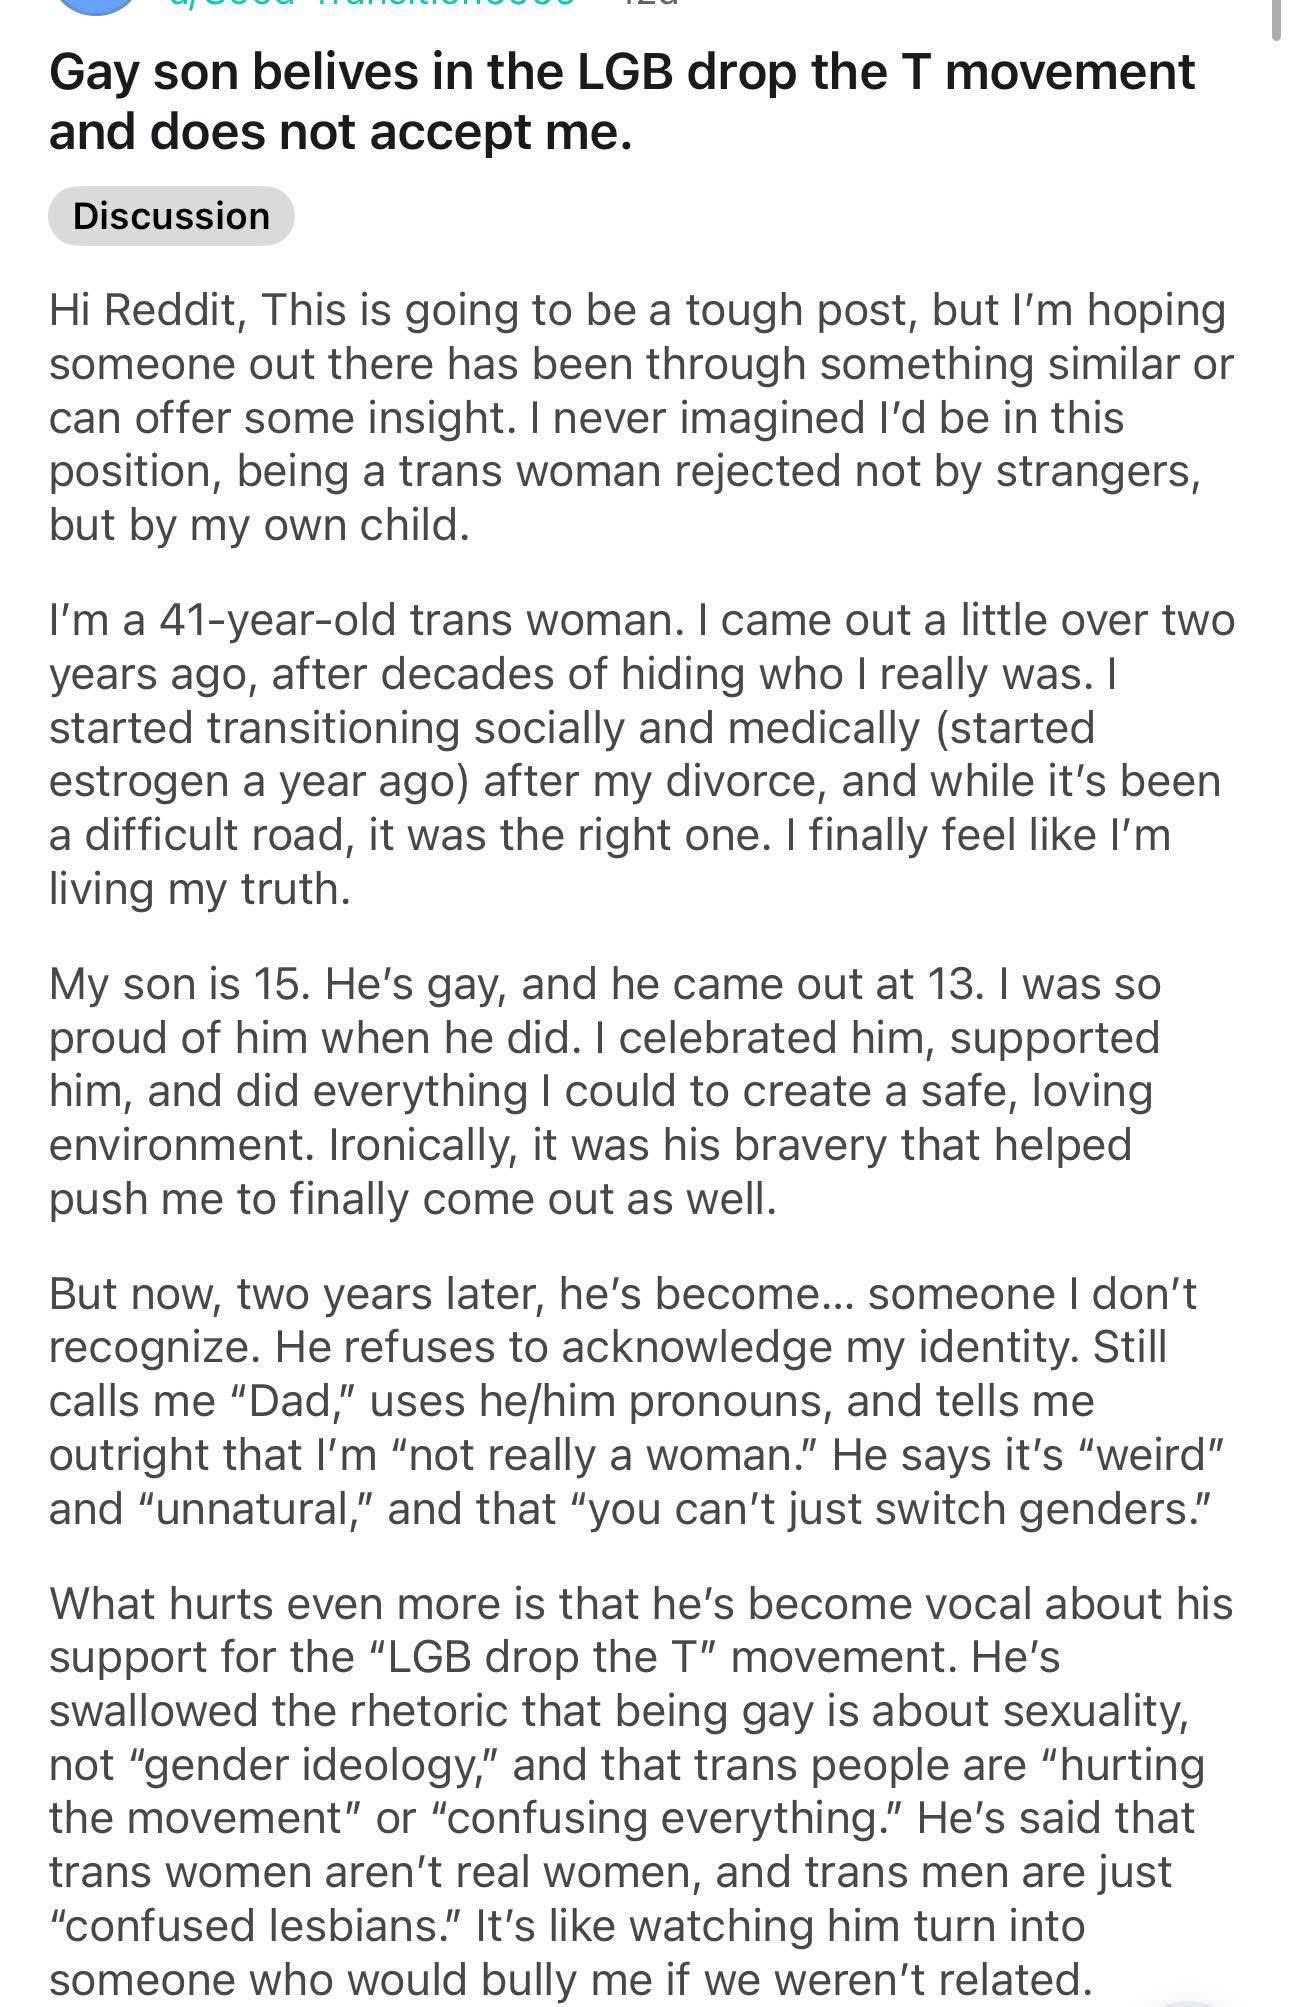 Gay son belives in the LGB drop the T movement
and does not accept me.
Discussion
Hi Reddit, This is going to be a tough post, but I’m hoping
someone out there has been through something similar or
can offer some insight. I never imagined I’d be in this
position, being a trans woman rejected not by strangers,
but by my own child.
I’m a 41-year-old trans woman. I came out a little over two
years ago, after decades of hiding who I really was. I
started transitioning socially and medically (started
estrogen a year ago) after my divorce, and while it’s been
a difficult road, it was the right one. I finally feel like I’m
living my truth.
My son is 15. He’s gay, and he came out at 13. I was so
proud of him when he did. I celebrated him, supported
him, and did everything I could to create a safe, loving
environment. Ironically, it was his bravery that helped
push me to finally come out as well.
But now, two years later, he’s become... someone I don’t
recognize. He refuses to acknowledge my identity. Still
calls me “Dad,” uses he/him pronouns, and tells me
outright that I’m “not really a woman.” He says it’s “weird”
and “unnatural,” and that “you can’t just switch genders.”
What hurts even more is that he’s become vocal about his
support for the “LGB drop the T” movement. He’s
swallowed the rhetoric that being gay is about sexuality,
not “gender ideology,” and that trans people are “hurting
the movement” or “confusing everything.” He’s said that
trans women aren’t real women, and trans men are just
“confused lesbians.” It’s like watching him turn into
someone who would bully me if we weren’t related.